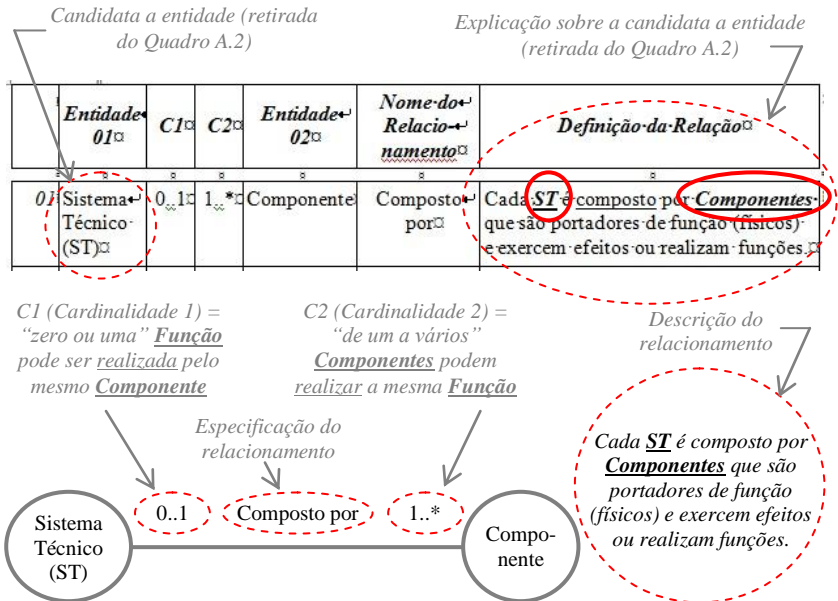 Candidata a entidade (retirada
do Quadro A.2)
Explicação sobre a candidata a entidade
(retirada do Quadro A.2)
Entidade↵
01¤
C1¤
C2¤
Entidade↵
02¤
Nome·do↵
Relacio-↵
namento¤
Definição·da·Relação¤
01
Sistema↵
Técnico·
(ST)¤
0..1¤
1..*¤
Componente¤
Composto↵
por¤
Cada·ST·é·composto·por·Componentes·
que·são·portadores·de·função·(físicos)·
e·exercem·efeitos·ou·realizam·funções.¤
C1 (Cardinalidade 1) =
“zero ou uma” Função
pode ser realizada pelo
mesmo Componente
C2 (Cardinalidade 2) =
“de um a vários”
Componentes podem
realizar a mesma Função
Descrição do
relacionamento
Especificação do
relacionamento
Cada ST é composto por
Componentes que são
portadores de função
(físicos) e exercem efeitos
ou realizam funções.
Sistema
Técnico
(ST)
0..1
Composto por
1..*
Compo-
nente